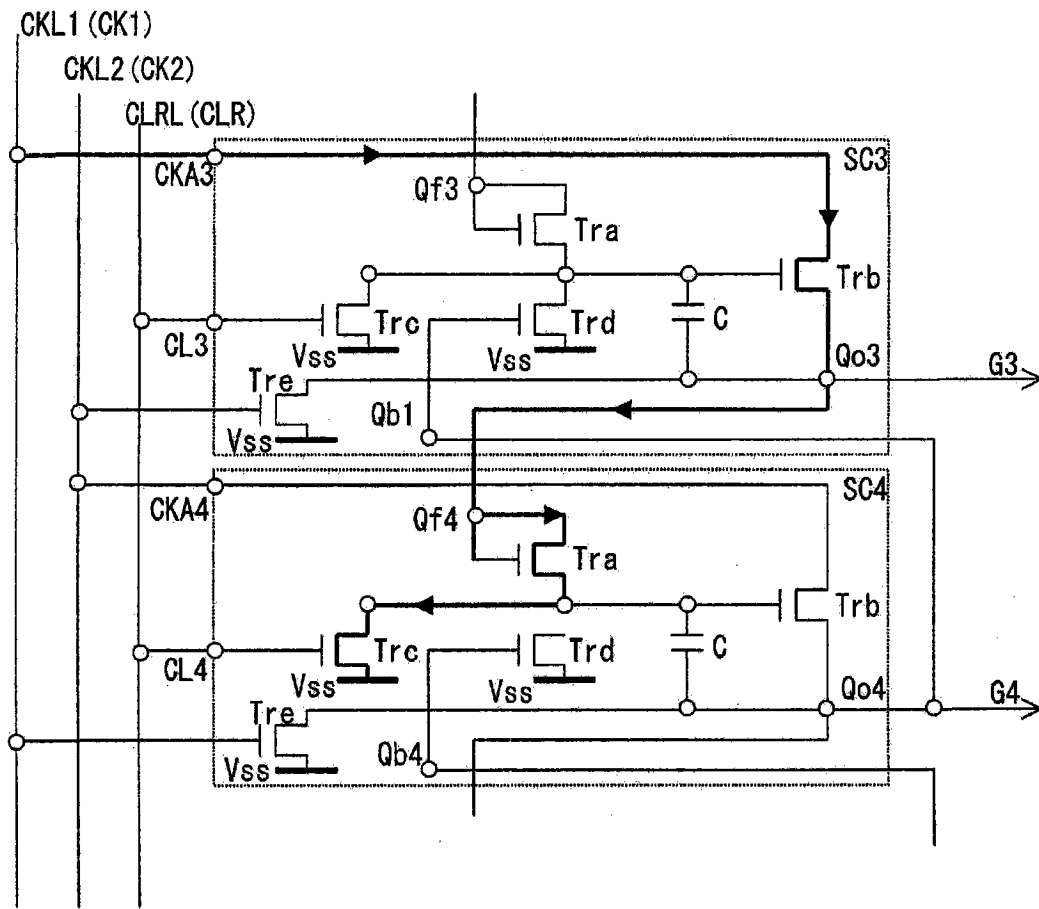 CKL1(CK1)
CKL2(CK2)
CLRL(CLR)
CKA3
SC3
Qf3
Tra
Trb
Trc
Trd
C
CL3
Vss
Vss
Qo3
G3
Tre
Qb1
Vss
CKA4
SC4
Qf4
Tra
Trb
Trc
Trd
C
CL4
Vss
Vss
Qo4
G4
Tre
Qb4
Vss